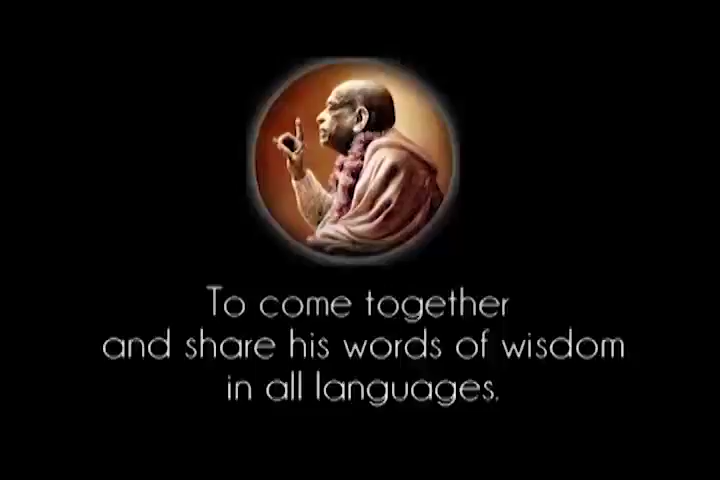 To come together
and share his words of wisdom
in all languages.